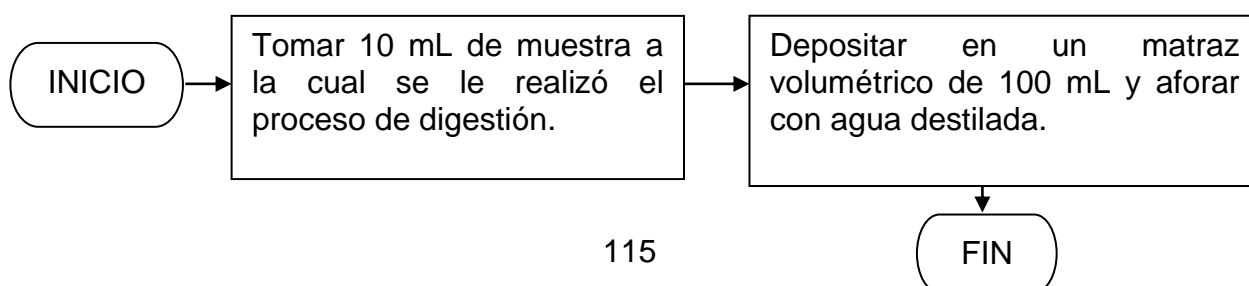 INICIO
Tomar 10 mL de muestra a
la cual se le realizó el
proceso de digestión.
Depositar en un matraz
volumétrico de 100 mL y aforar
con agua destilada.
115
FIN